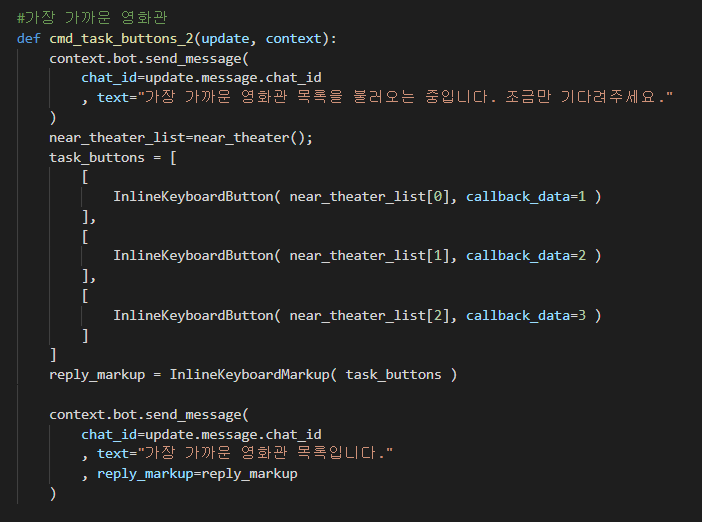 #가장 가까운 영화관
def cmd_task_buttons_2(update, context):
    context.bot.send_message(
        chat_id=update.message.chat_id
        , text="가장 가까운 영화관 목록을 불러오는 중입니다. 조금만 기다려주세요."
    )
    near_theater_list=near_theater();
    task_buttons = [
        [
            InlineKeyboardButton( near_theater_list[0], callback_data=1 )
        ],
        [
            InlineKeyboardButton( near_theater_list[1], callback_data=2 )
        ],
        [
            InlineKeyboardButton( near_theater_list[2], callback_data=3 )
        ]
    ]
    reply_markup = InlineKeyboardMarkup( task_buttons )

    context.bot.send_message(
        chat_id=update.message.chat_id
        , text="가장 가까운 영화관 목록입니다."
        , reply_markup=reply_markup
    )